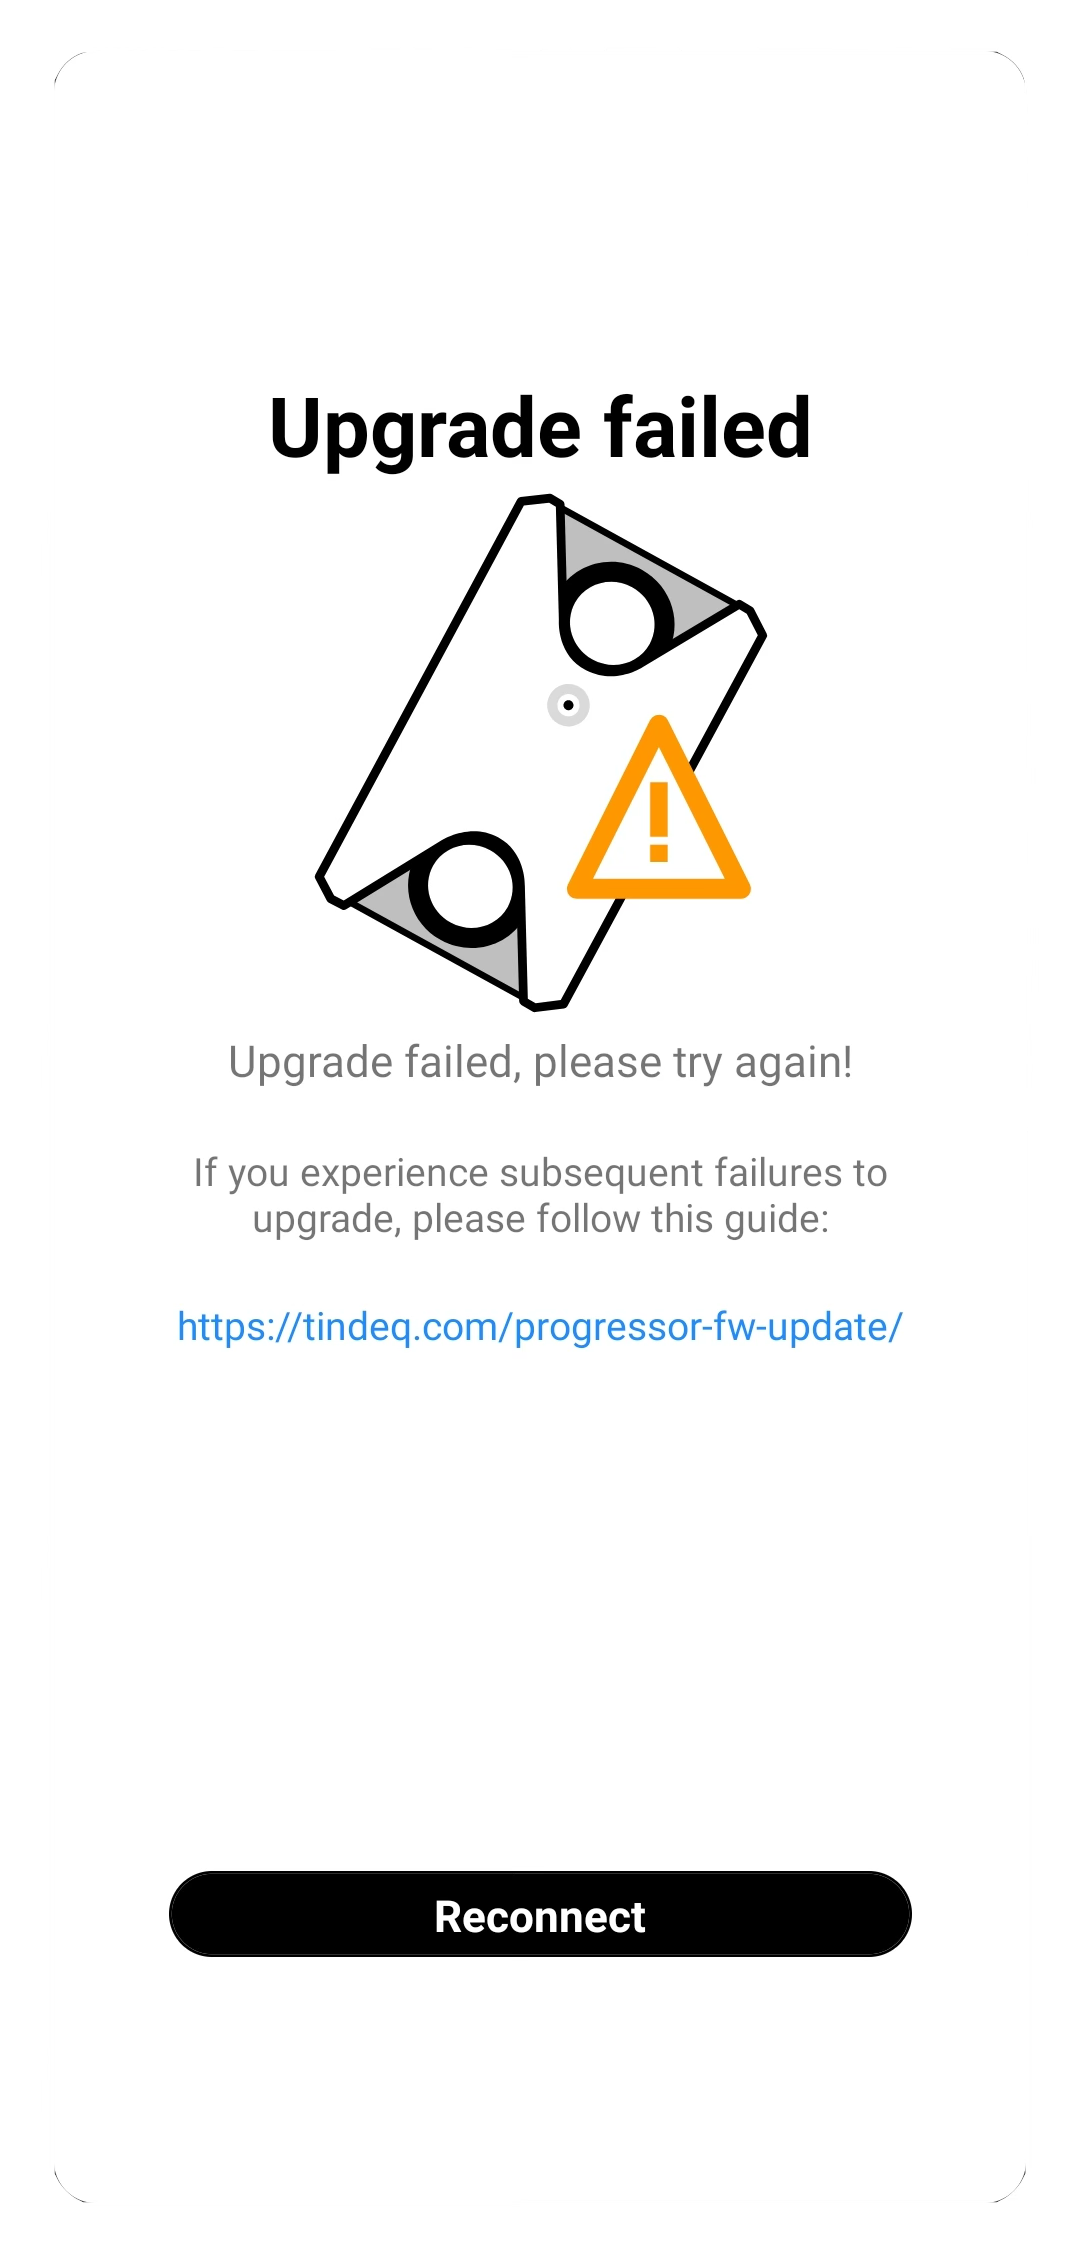 Upgrade failed
Upgrade failed, please try again!
If you experience subsequent failures to
upgrade, please follow this guide:
https://tindeq.com/progressor-fw-update/
Reconnect